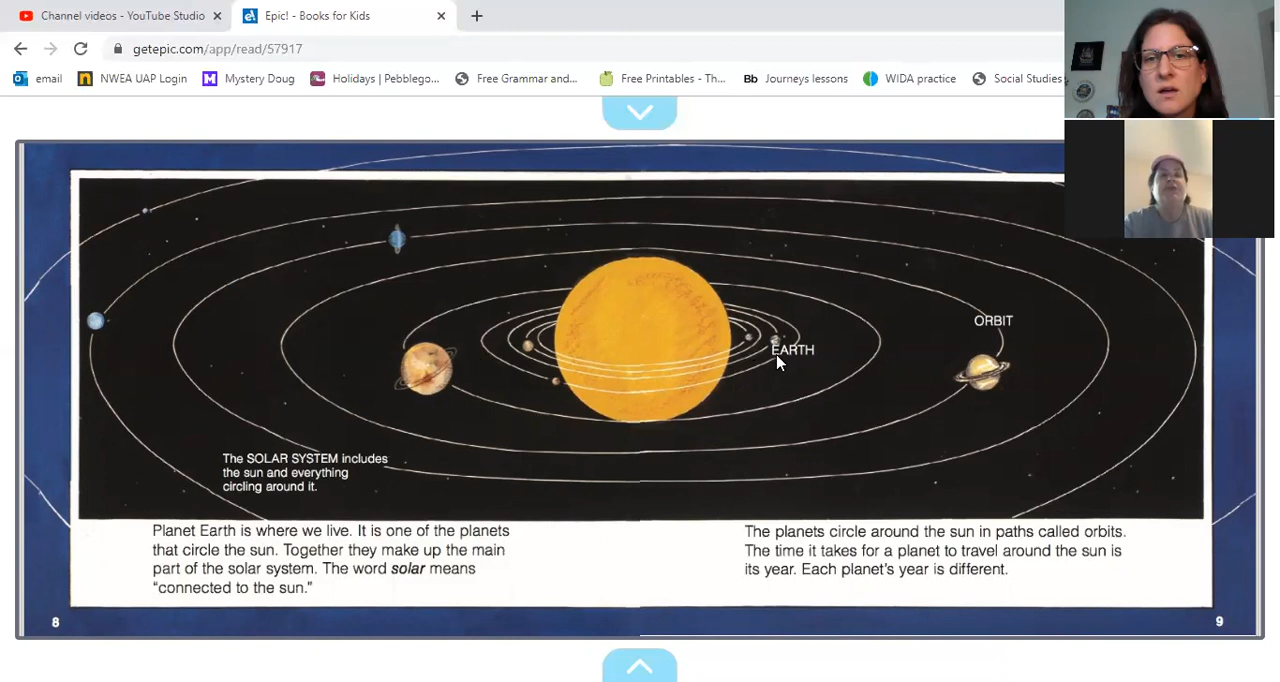 Channel videos - YouTube Studio
Epic! - Books for Kids
getepic.com/app/read/57917
email
NWEA UAP Login
Mystery Doug
Holidays | Pebblego...
Free Grammar and...
Free Printables - Th...
Bb Journeys lessons
WIDA practice
Social Studies
ORBIT
EARTH
The SOLAR SYSTEM includes
the sun and everything
circling around it.
Planet Earth is where we live. It is one of the planets
that circle the sun. Together they make up the main
part of the solar system. The word solar means
"connected to the sun."
The planets circle around the sun in paths called orbits.
The time it takes for a planet to travel around the sun is
its year. Each planet's year is different.
8
9